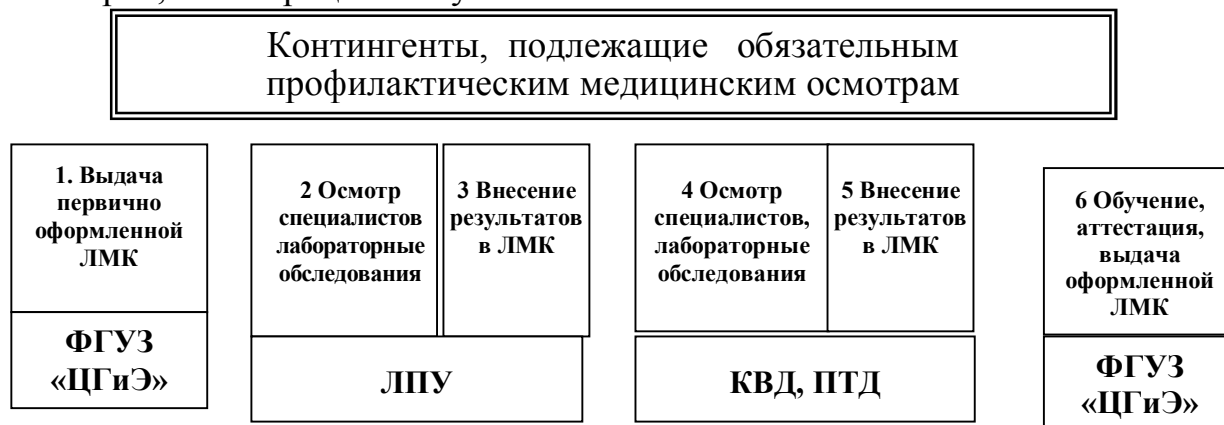 Контингенты, подлежащие обязательным
профилактическим медицинским осмотрам
1. Выдача
первично
оформленной
ЛМК
ФГУЗ
«ЦГиЭ»
2 Осмотр
специалистов
лабораторные
обследования
3 Внесение
результатов
в ЛМК
ЛПУ
4 Осмотр
специалистов,
лабораторные
обследования
5 Внесение
результатов
в ЛМК
КВД, ПТД
6 Обучение,
аттестация,
выдача
оформленной
ЛМК
ФГУЗ
«ЦГиЭ»